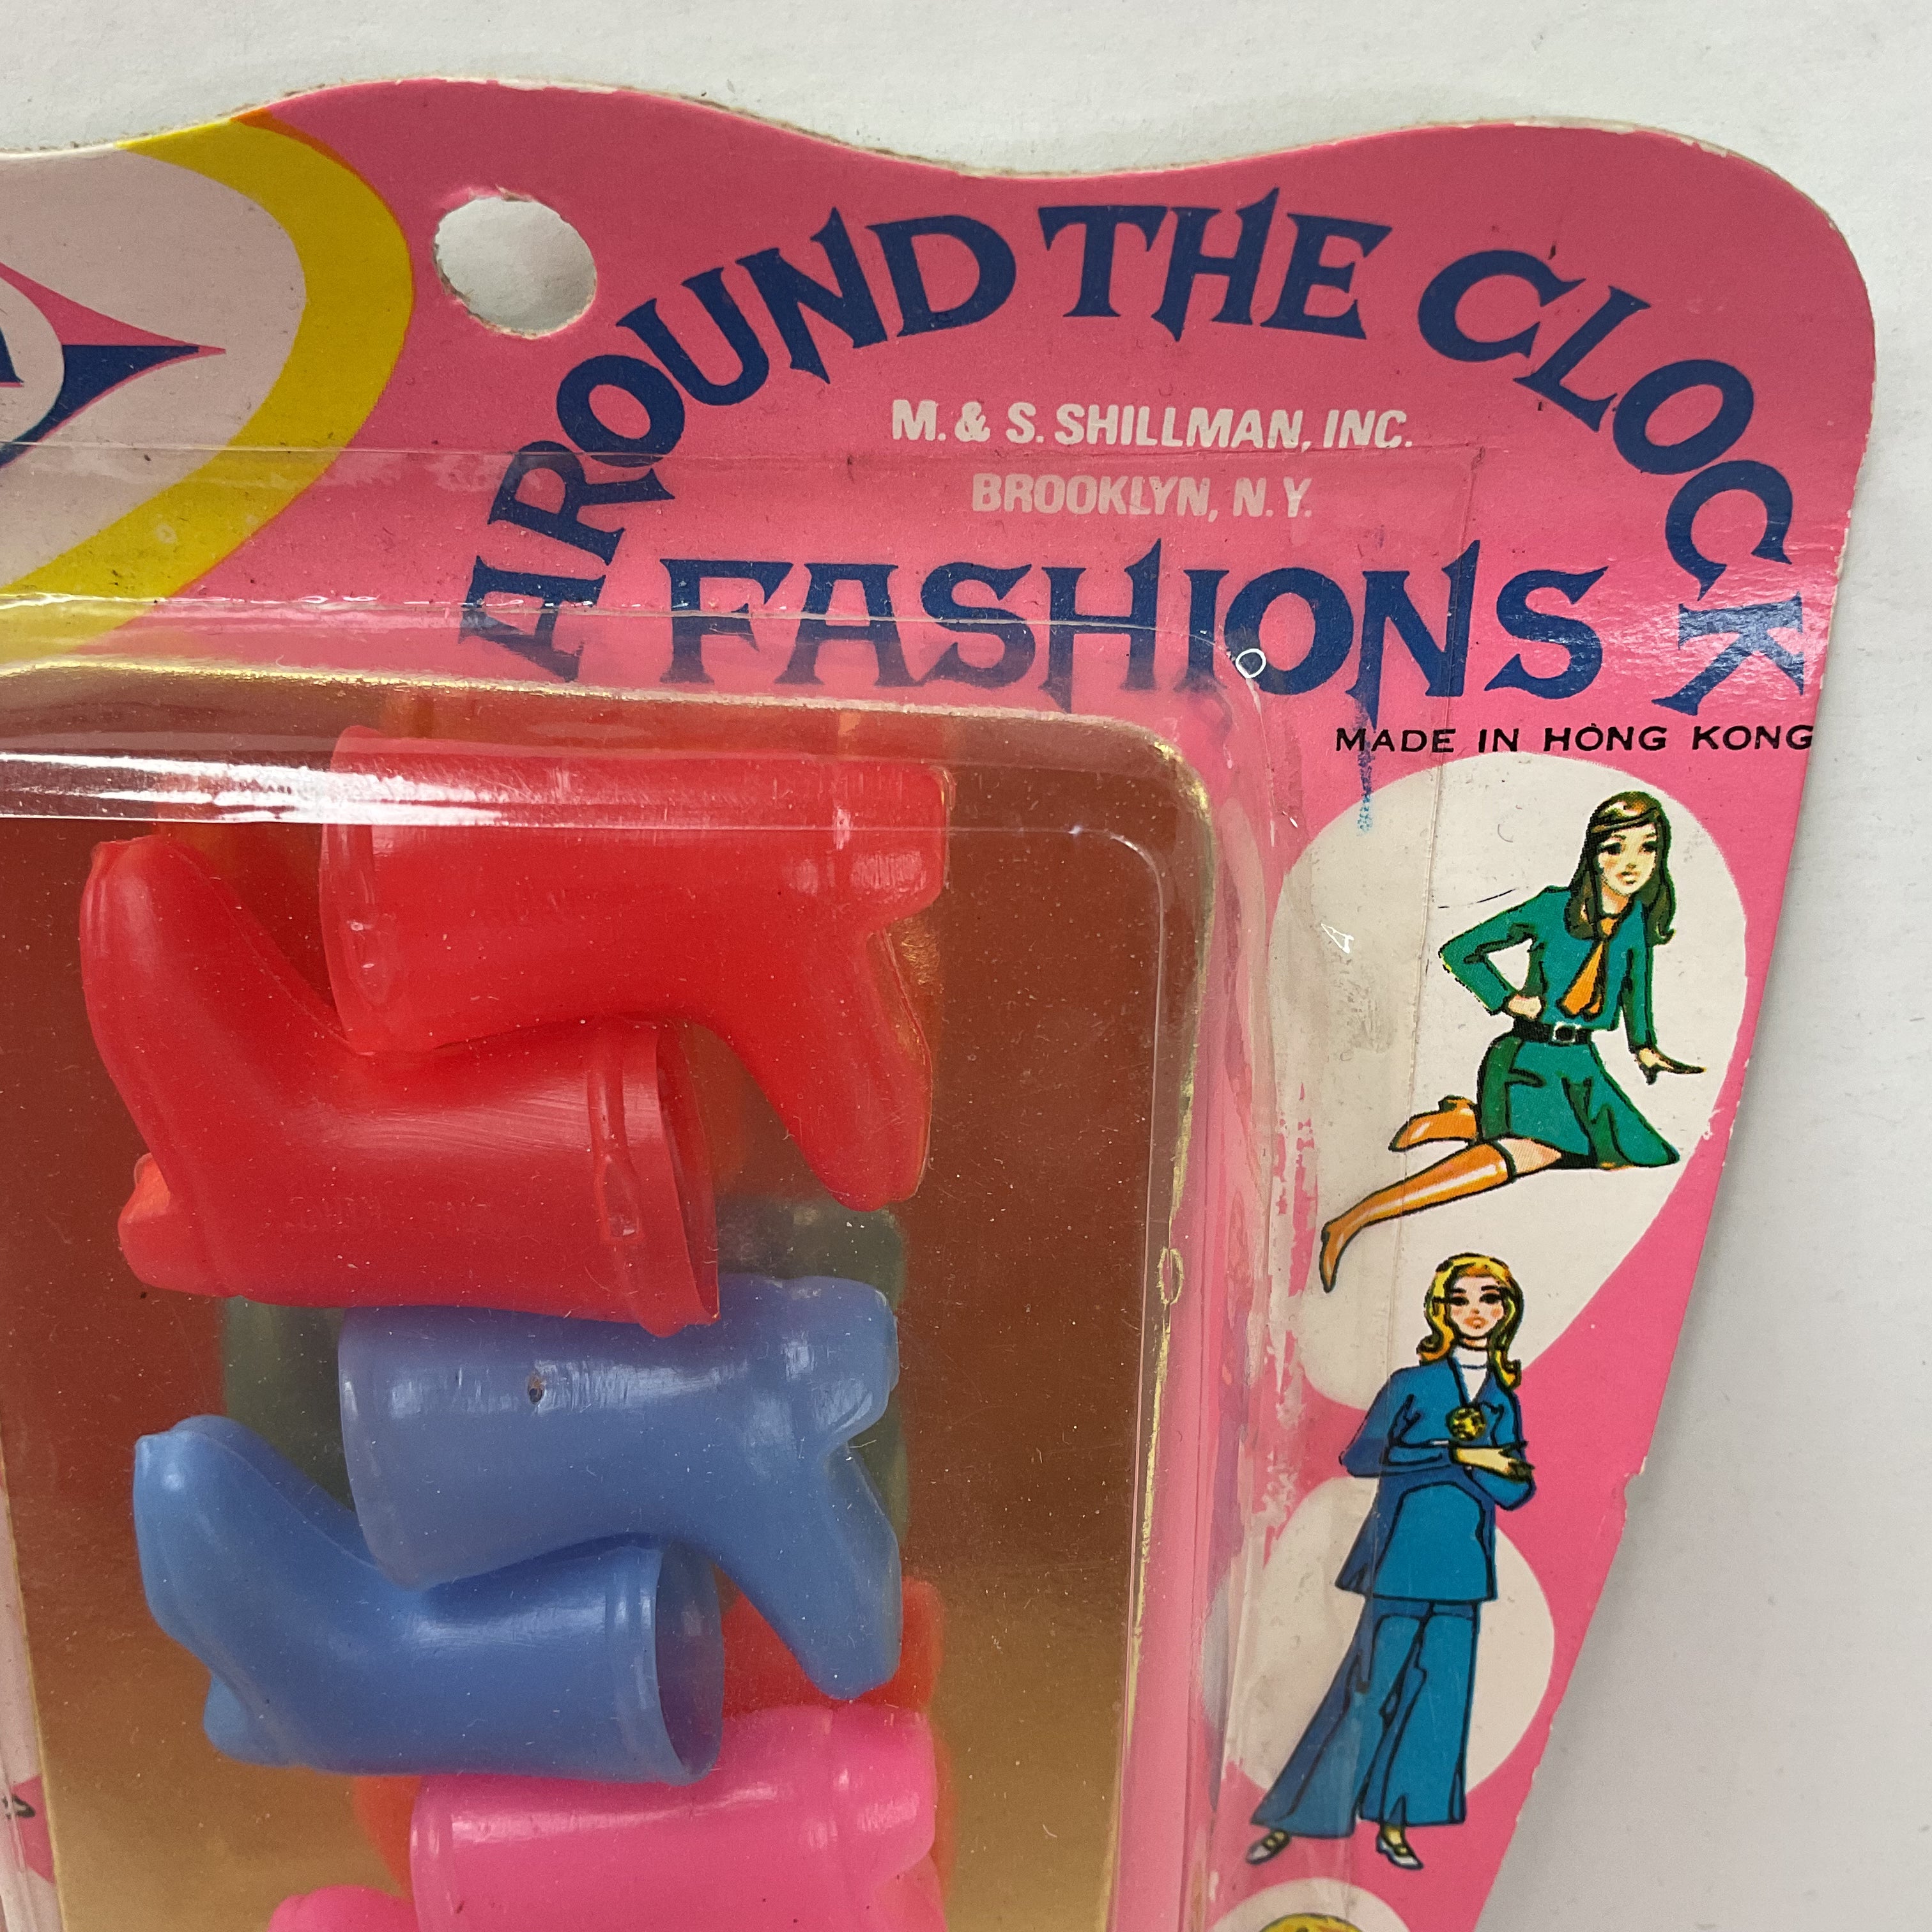 AROUND THE CLOCK
M. & S. SHILLMAN, INC.
BROOKLYN, N.Y.
FASHIONS
MADE IN HONG KONG